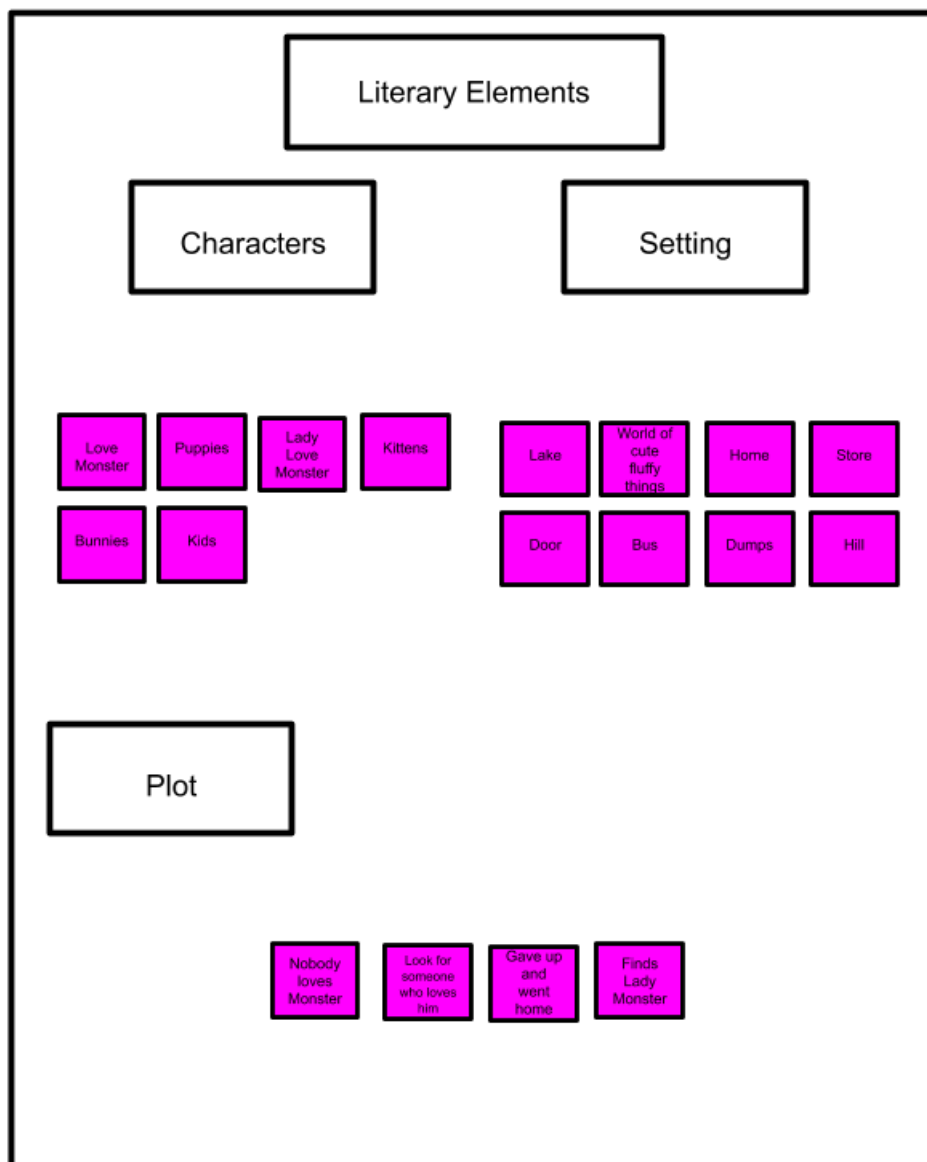 Literary Elements
Characters
Setting
Love
Monster
Puppies
Lady
Love
Monster
Kittens
Bunnies
Kids
Lake
World of
cute
fluffy
things
Home
Store
Door
Bus
Dumps
Hill
Plot
Nobody
loves
Monster
Look for
someone
who loves
him
Gave up
and
went
home
Finds
Lady
Monster